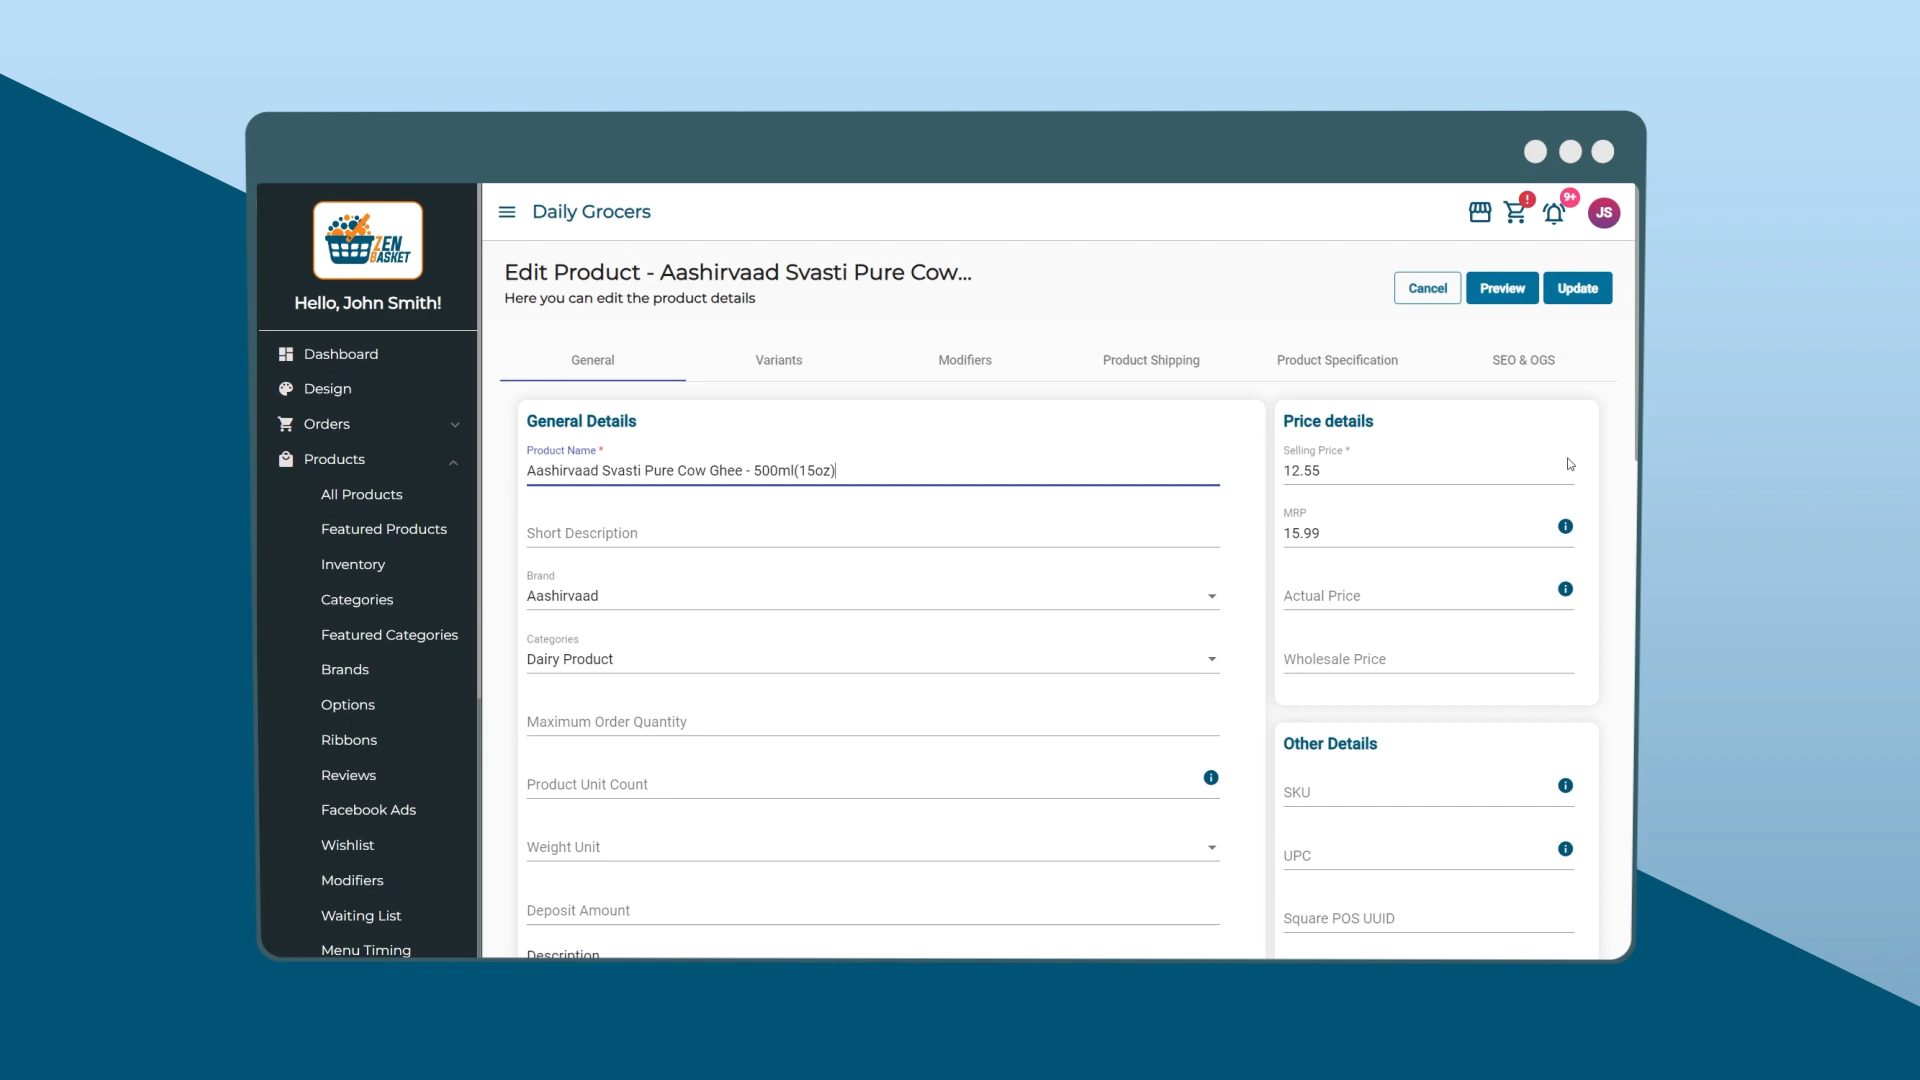 ZEN
BASKET
Hello, John Smith!
Dashboard
Design
Orders
Products
All Products
Featured Products
Inventory
Categories
Featured Categories
Brands
Options
Ribbons
Reviews
Facebook Ads
Wishlist
Modifiers
Waiting List
Menu Timing
Daily Grocers
!
9+
JS
Edit Product - Aashirvaad Svasti Pure Cow...
Here you can edit the product details
Cancel
Preview
Update
General
Variants
Modifiers
Product Shipping
Product Specification
SEO & OGS
General Details
Product Name *
Aashirvaad Svasti Pure Cow Ghee - 500ml(15oz)
Short Description
Brand
Aashirvaad
Categories
Dairy Product
Maximum Order Quantity
Product Unit Count
i
Weight Unit
Deposit Amount
Description
Price details
Selling Price *
12.55
MRP
15.99
i
Actual Price
i
Wholesale Price
Other Details
SKU
i
UPC
i
Square POS UUID